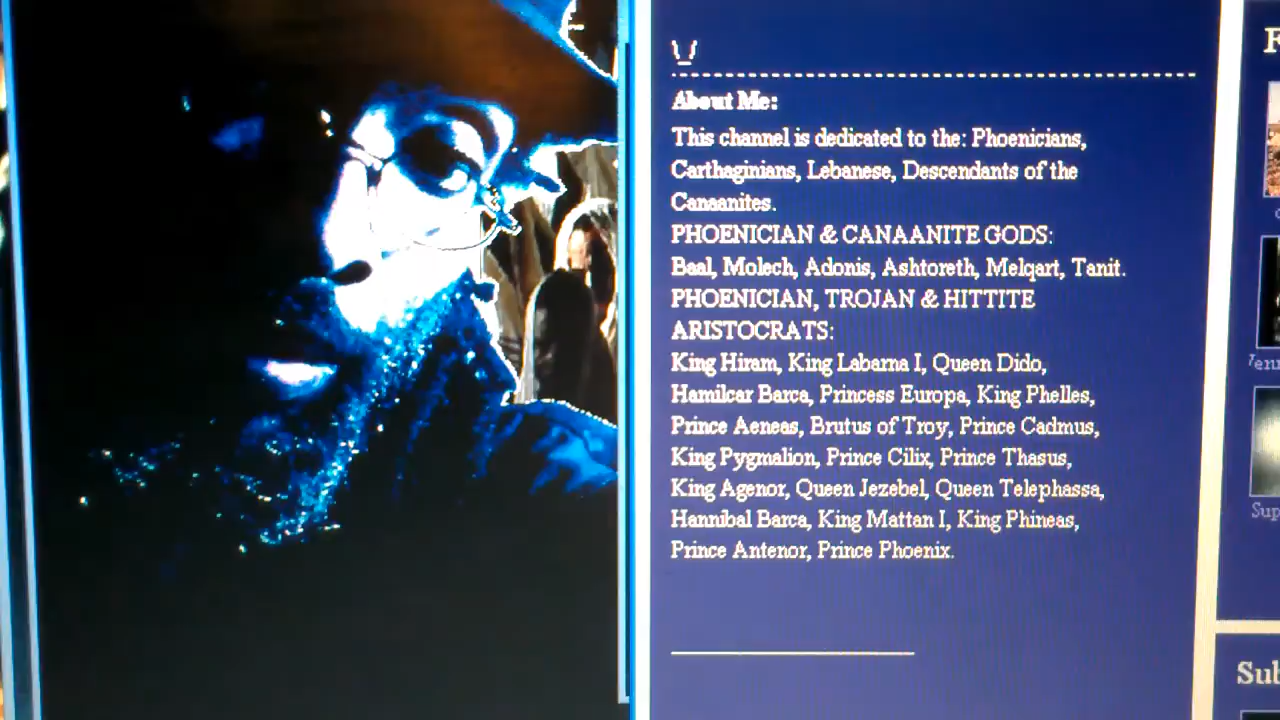 \_/
About Me:
This channel is dedicated to the: Phoenicians,
Carthaginians, Lebanese, Descendants of the
Canaanites.
PHOENICIAN & CANAANITE GODS:
Baal, Molech, Adonis, Ashtoreth, Melqart, Tanit.
PHOENICIAN, TROJAN & HITTITE
ARISTOCRATS:
King Hiram, King Labarna I, Queen Dido,
Hamilcar Barca, Princess Europa, King Phelles,
Prince Aeneas, Brutus of Troy, Prince Cadmus,
King Pygmalion, Prince Cilix, Prince Thasus,
King Agenor, Queen Jezebel, Queen Telephassa,
Hannibal Barca, King Mattan I, King Phineas,
Prince Antenor, Prince Phoenix.